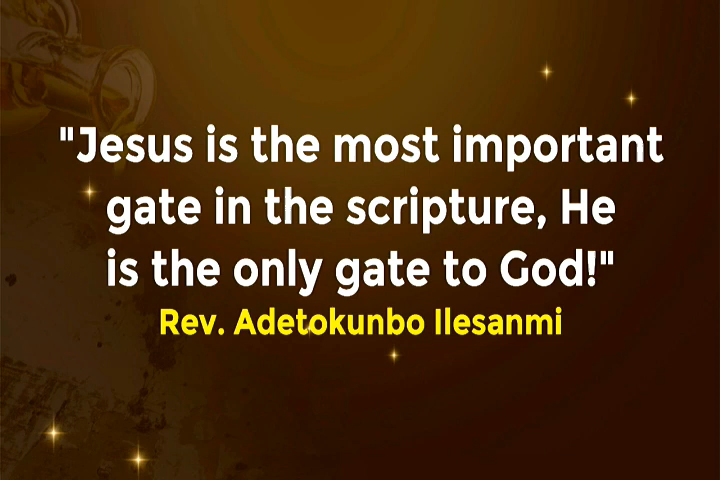 "Jesus is the most important
gate in the scripture, He
is the only gate to God!"
Rev. Adetokunbo Ilesanmi